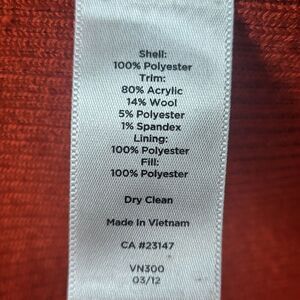 Shell:
100% Polyester
Trim:
80% Acrylic
14% Wool
5% Polyester
1% Spandex
Lining:
100% Polyester
Fill:
100% Polyester
Dry Clean
Made In Vietnam
CA #23147
VN300
03/12